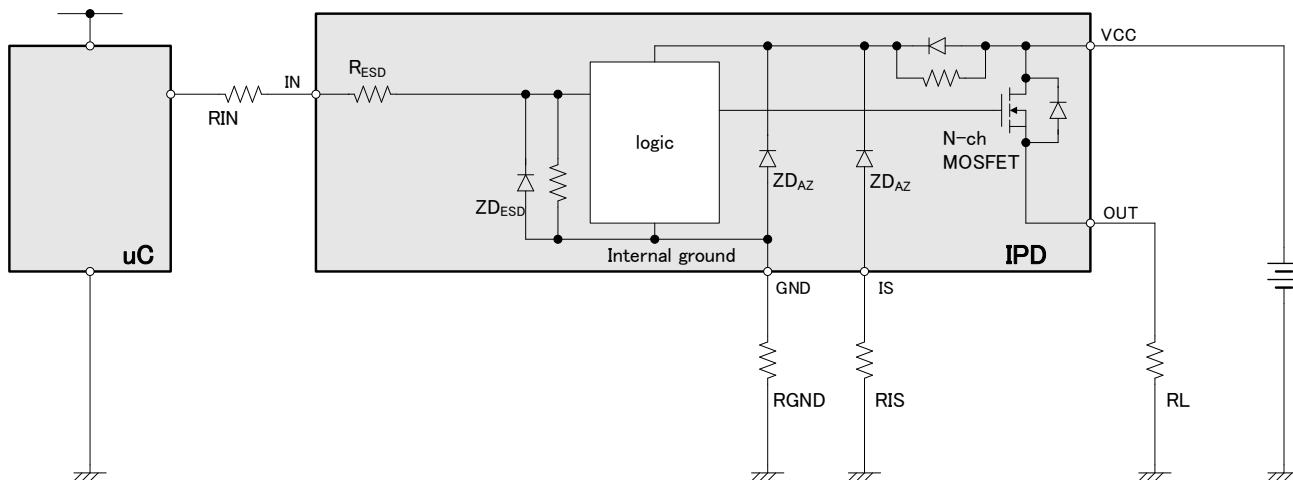 VCC
IN
RESD
RIN
logic
N-ch
MOSFET
ZDAZ
ZDAZ
ZDESD
OUT
uC
Internal ground
IPD
GND
IS
RGND
RIS
RL